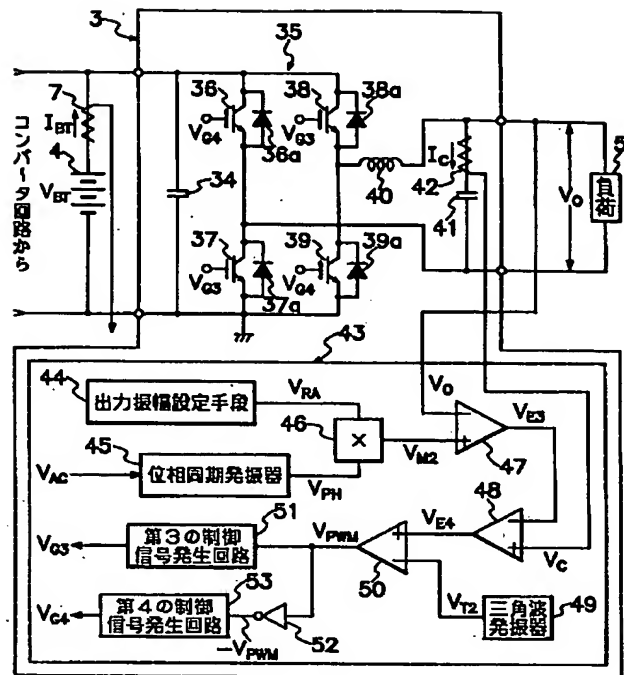 3
35
7
I_BT
4
V_BT
コンバータ回路から
34
36
V_G4
36a
38
V_G3
38a
37
V_G3
37a
39
V_G4
39a
40
I_C
42
41
V_O
5
負荷
43
44
出力振幅設定手段
V_RA
46
×
45
V_AC
位相同期発振器
V_PH
V_M2
V_O
−
+
47
V_E3
48
−
+
V_E4
V_C
51
V_G3
第3の制御
信号発生回路
V_PWM
50
+
−
V_T2
三角波
発振器
49
53
V_G4
第4の制御
信号発生回路
52
−V_PWM